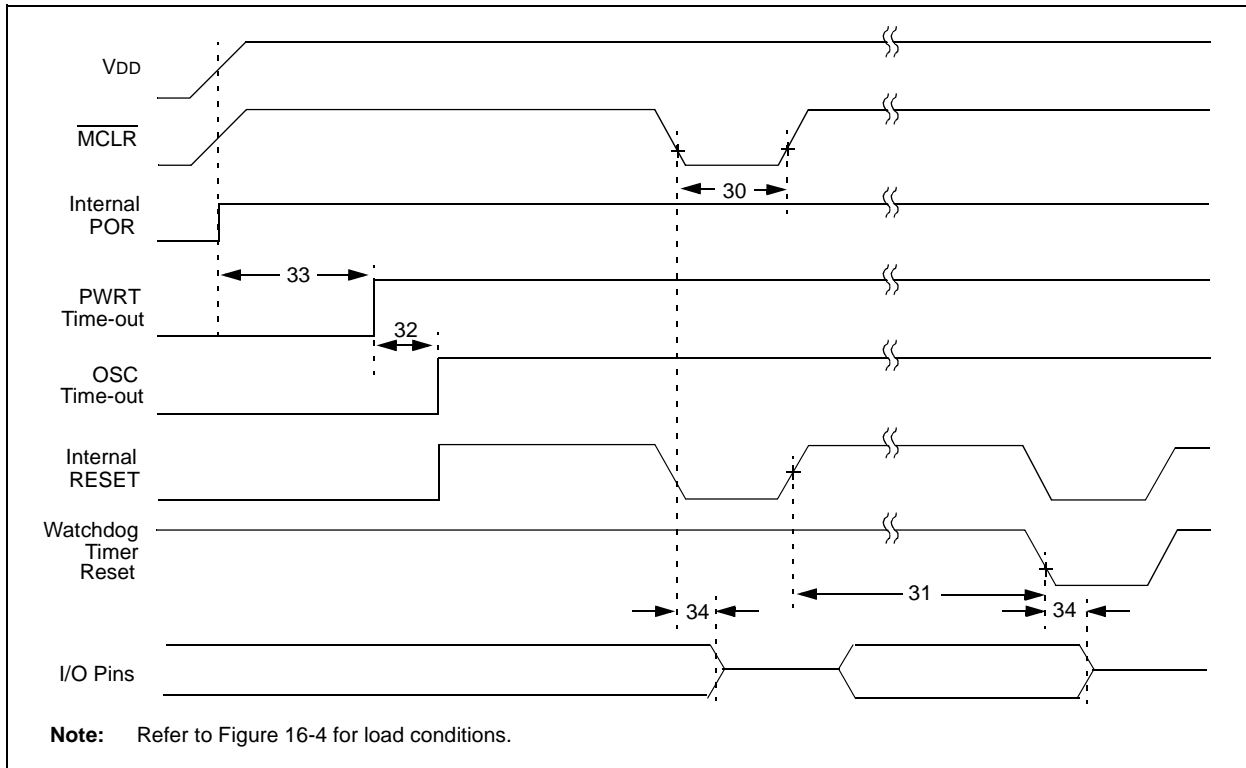 VDD
MCLR
30
Internal
POR
33
PWRT
Time-out
32
OSC
Time-out
Internal
RESET
Watchdog
Timer
Reset
31
34
34
I/O Pins
Note: Refer to Figure 16-4 for load conditions.